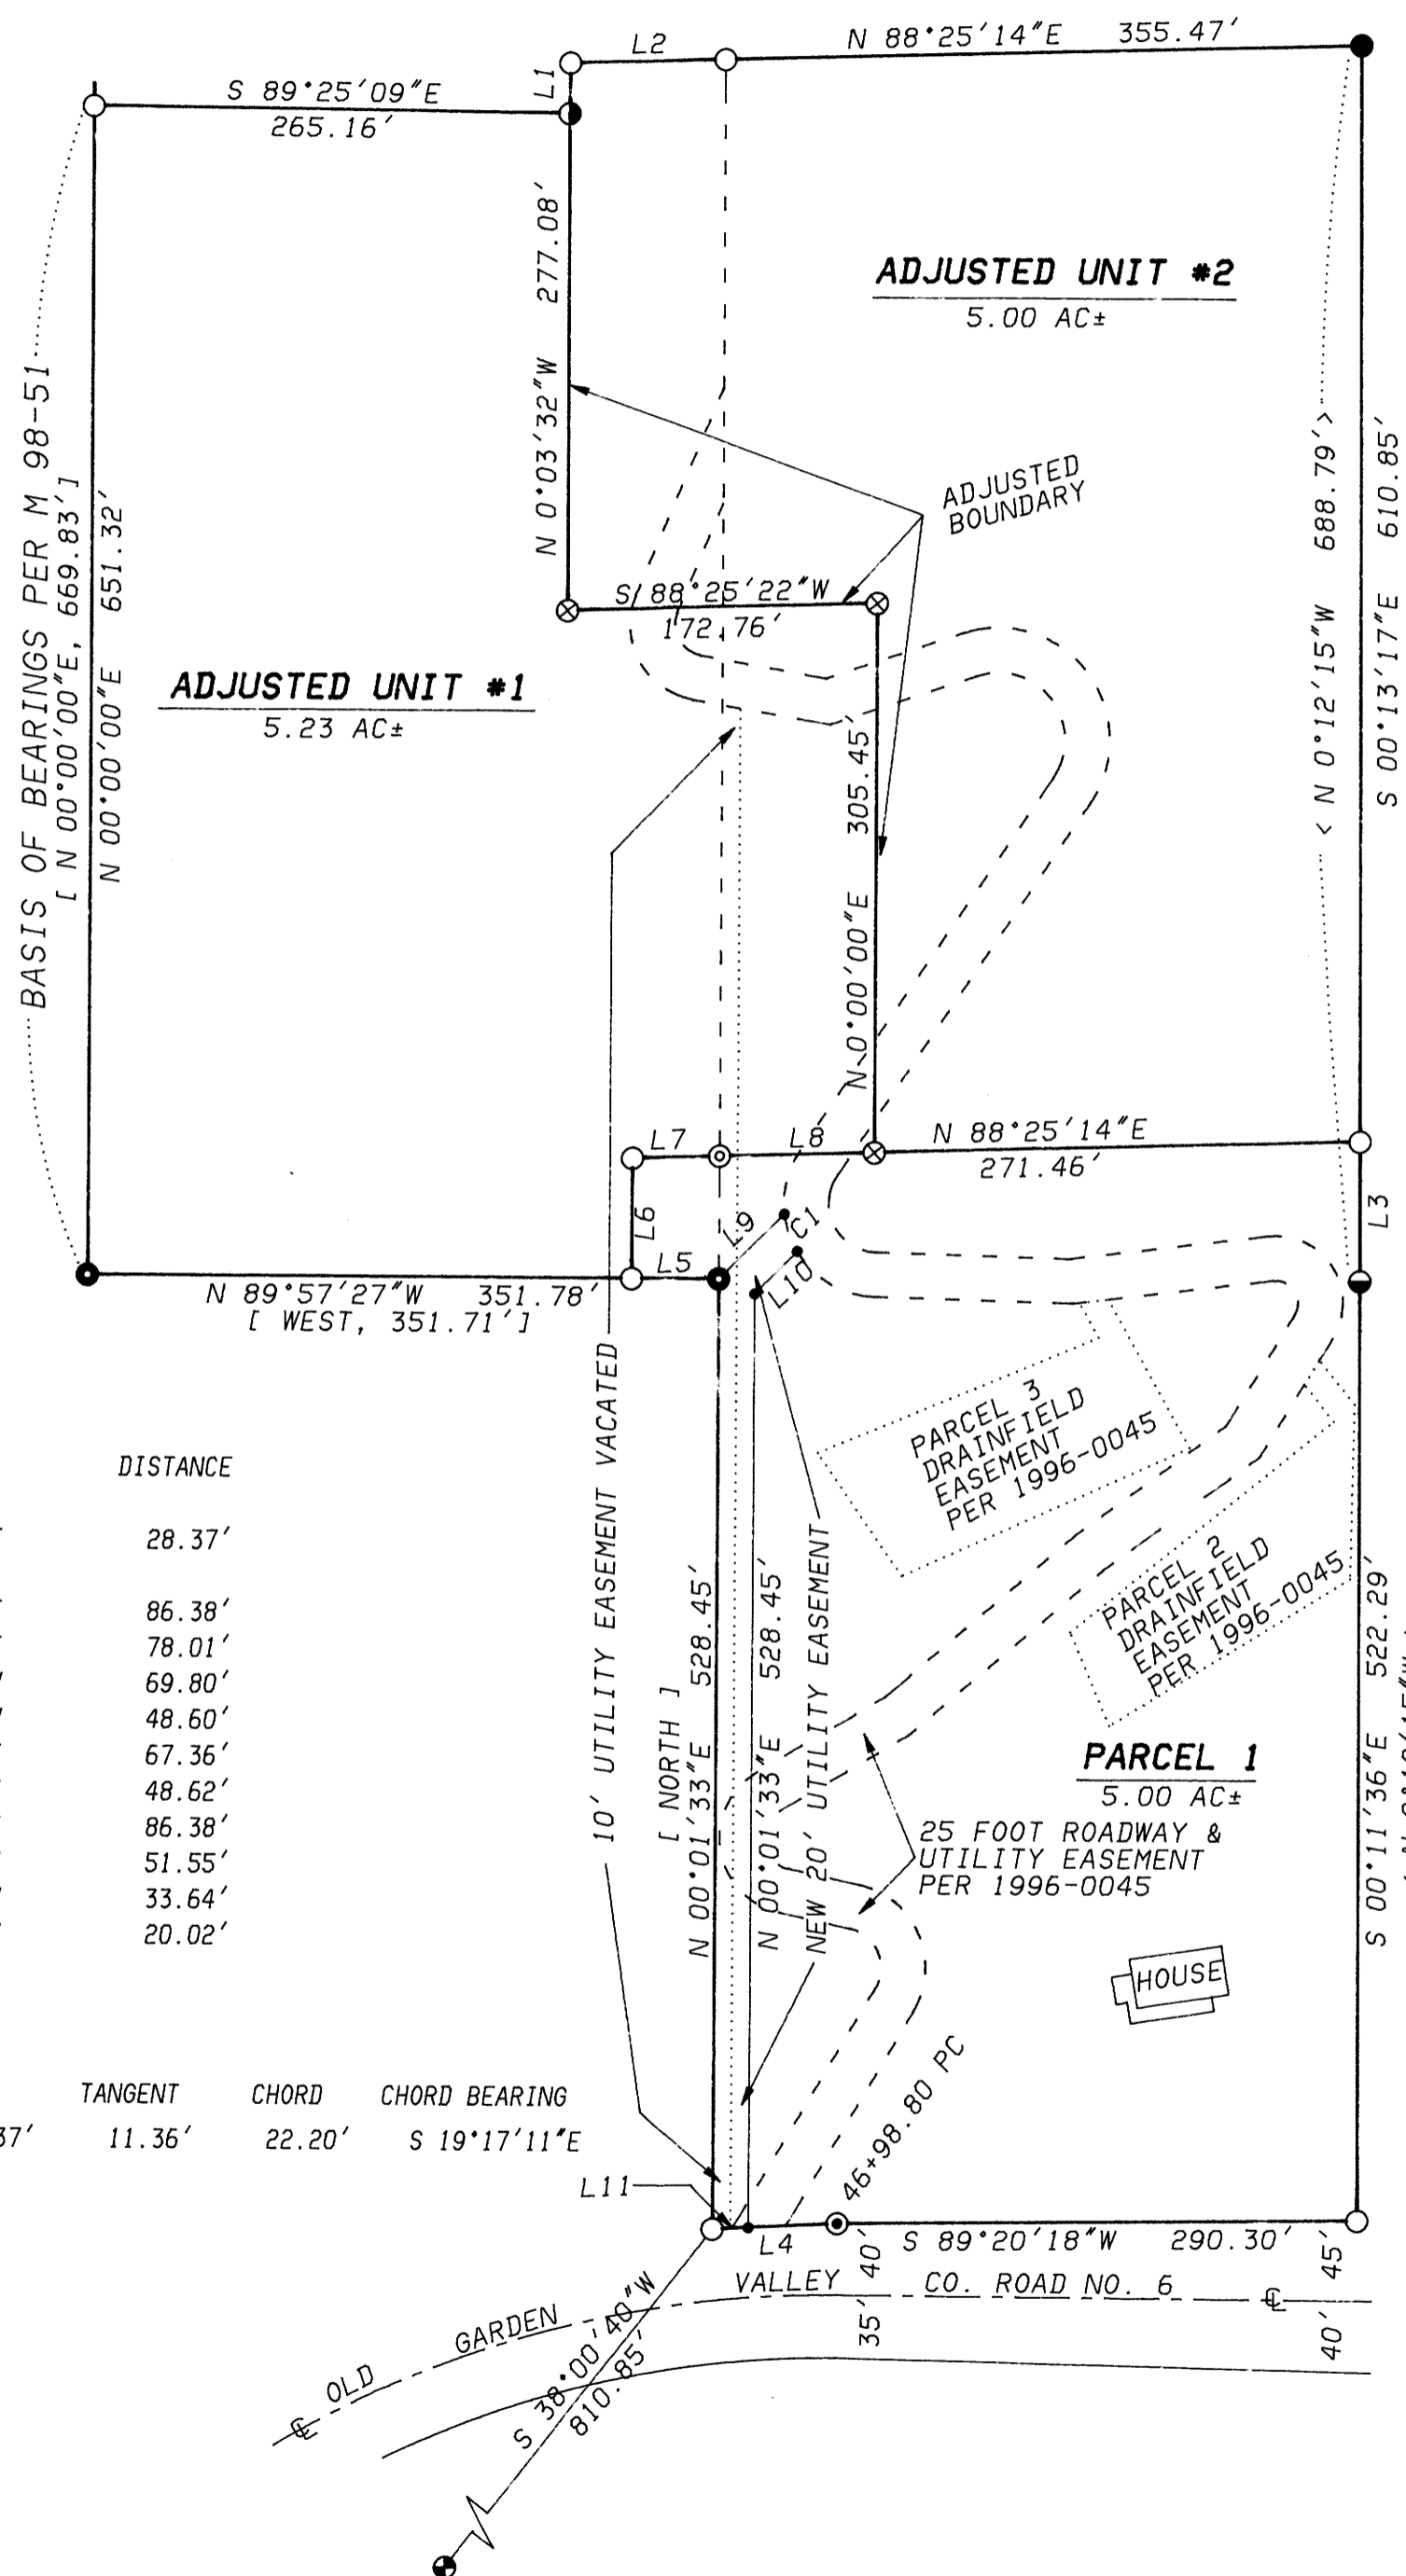 L2
N 88°25'14"E 355.47'
L1
S 89°25'09"E
265.16'
N 0°03'32"W 277.08'
ADJUSTED UNIT #2
5.00 AC±
BASIS OF BEARINGS PER M 98-51
[ N 00°00'00"E, 669.83' ]
N 00°00'00"E 651.32'
ADJUSTED
BOUNDARY
< N 0°12'15"W 688.79' >
S 00°13'17"E 610.85'
S 88°25'22"W
172.76'
ADJUSTED UNIT #1
5.23 AC±
N 0°00'00"E 305.45'
L7
L8
N 88°25'14"E
271.46'
L6
L9
C1
L3
L5
L10
N 89°57'27"W 351.78'
[ WEST, 351.71' ]
10' UTILITY EASEMENT VACATED
PARCEL 3
DRAINFIELD
EASEMENT
PER 1996-0045
PARCEL 2
DRAINFIELD
EASEMENT
PER 1996-0045
DISTANCE
28.37'
86.38'
78.01'
69.80'
48.60'
67.36'
48.62'
86.38'
51.55'
33.64'
20.02'
[ NORTH ]
N 00°01'33"E 528.45'
N 00°01'33"E 528.45'
NEW 20' UTILITY EASEMENT
S 00°11'36"E 522.29'
PARCEL 1
5.00 AC±
25 FOOT ROADWAY &
UTILITY EASEMENT
PER 1996-0045
HOUSE
TANGENT CHORD CHORD BEARING
37' 11.36' 22.20' S 19°17'11"E
46+98.80 PC
L11
L4
40'
S 89°20'18"W 290.30'
45'
OLD GARDEN VALLEY CO. ROAD NO. 6 ℄
℄
35'
40'
S 38°00'40"W
810.85'